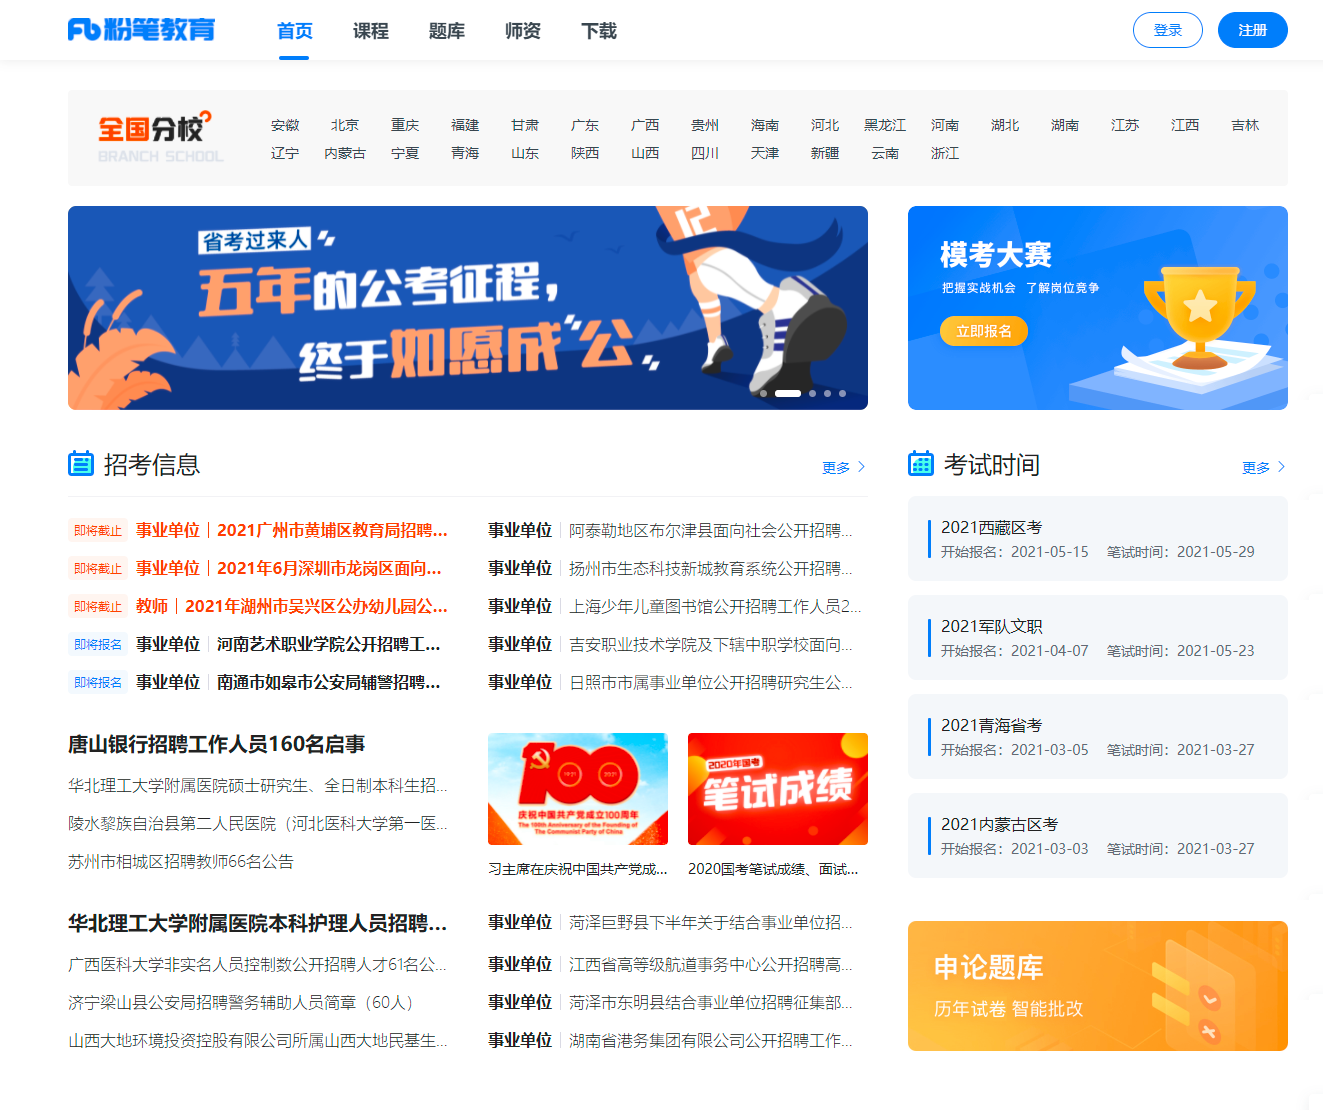 粉笔教育 首页 课程 题库 师资 下载 登录 注册
全国分校
BRANCH SCHOOL
安徽 北京 重庆 福建 甘肃 广东 广西 贵州 海南 河北 黑龙江 河南 湖北 湖南 江苏 江西 吉林
辽宁 内蒙古 宁夏 青海 山东 陕西 山西 四川 天津 新疆 云南 浙江
省考过来人
五年的公考征程，
终于如愿成“公”。
12
模考大赛
把握实战机会 了解岗位竞争
立即报名
招考信息 更多
即将截止 事业单位 | 2021广州市黄埔区教育局招聘...
即将截止 事业单位 | 2021年6月深圳市龙岗区面向...
即将截止 教师 | 2021年湖州市吴兴区公办幼儿园公...
即将报名 事业单位 河南艺术职业学院公开招聘工...
即将报名 事业单位 南通市如皋市公安局辅警招聘...
事业单位 阿泰勒地区布尔津县面向社会公开招聘...
事业单位 扬州市生态科技新城教育系统公开招聘...
事业单位 上海少年儿童图书馆公开招聘工作人员2...
事业单位 吉安职业技术学院及下辖中职学校面向...
事业单位 日照市市属事业单位公开招聘研究生公...
唐山银行招聘工作人员160名启事
华北理工大学附属医院硕士研究生、全日制本科生招...
陵水黎族自治县第二人民医院（河北医科大学第一医...
苏州市相城区招聘教师66名公告
100
1921 2021
庆祝中国共产党成立100周年
The 100th Anniversary of the Founding of
The Communist Party of China
习主席在庆祝中国共产党成...
2020年国考
笔试成绩
2020国考笔试成绩、面试...
华北理工大学附属医院本科护理人员招聘...
广西医科大学非实名人员控制数公开招聘人才61名公...
济宁梁山县公安局招聘警务辅助人员简章（60人）
山西大地环境投资控股有限公司所属山西大地民基生...
事业单位 菏泽巨野县下半年关于结合事业单位招...
事业单位 江西省高等级航道事务中心公开招聘高...
事业单位 菏泽市东明县结合事业单位招聘征集部...
事业单位 湖南省港务集团有限公司公开招聘工作...
考试时间 更多
2021西藏区考
开始报名：2021-05-15 笔试时间：2021-05-29
2021军队文职
开始报名：2021-04-07 笔试时间：2021-05-23
2021青海省考
开始报名：2021-03-05 笔试时间：2021-03-27
2021内蒙古区考
开始报名：2021-03-03 笔试时间：2021-03-27
申论题库
历年试卷 智能批改